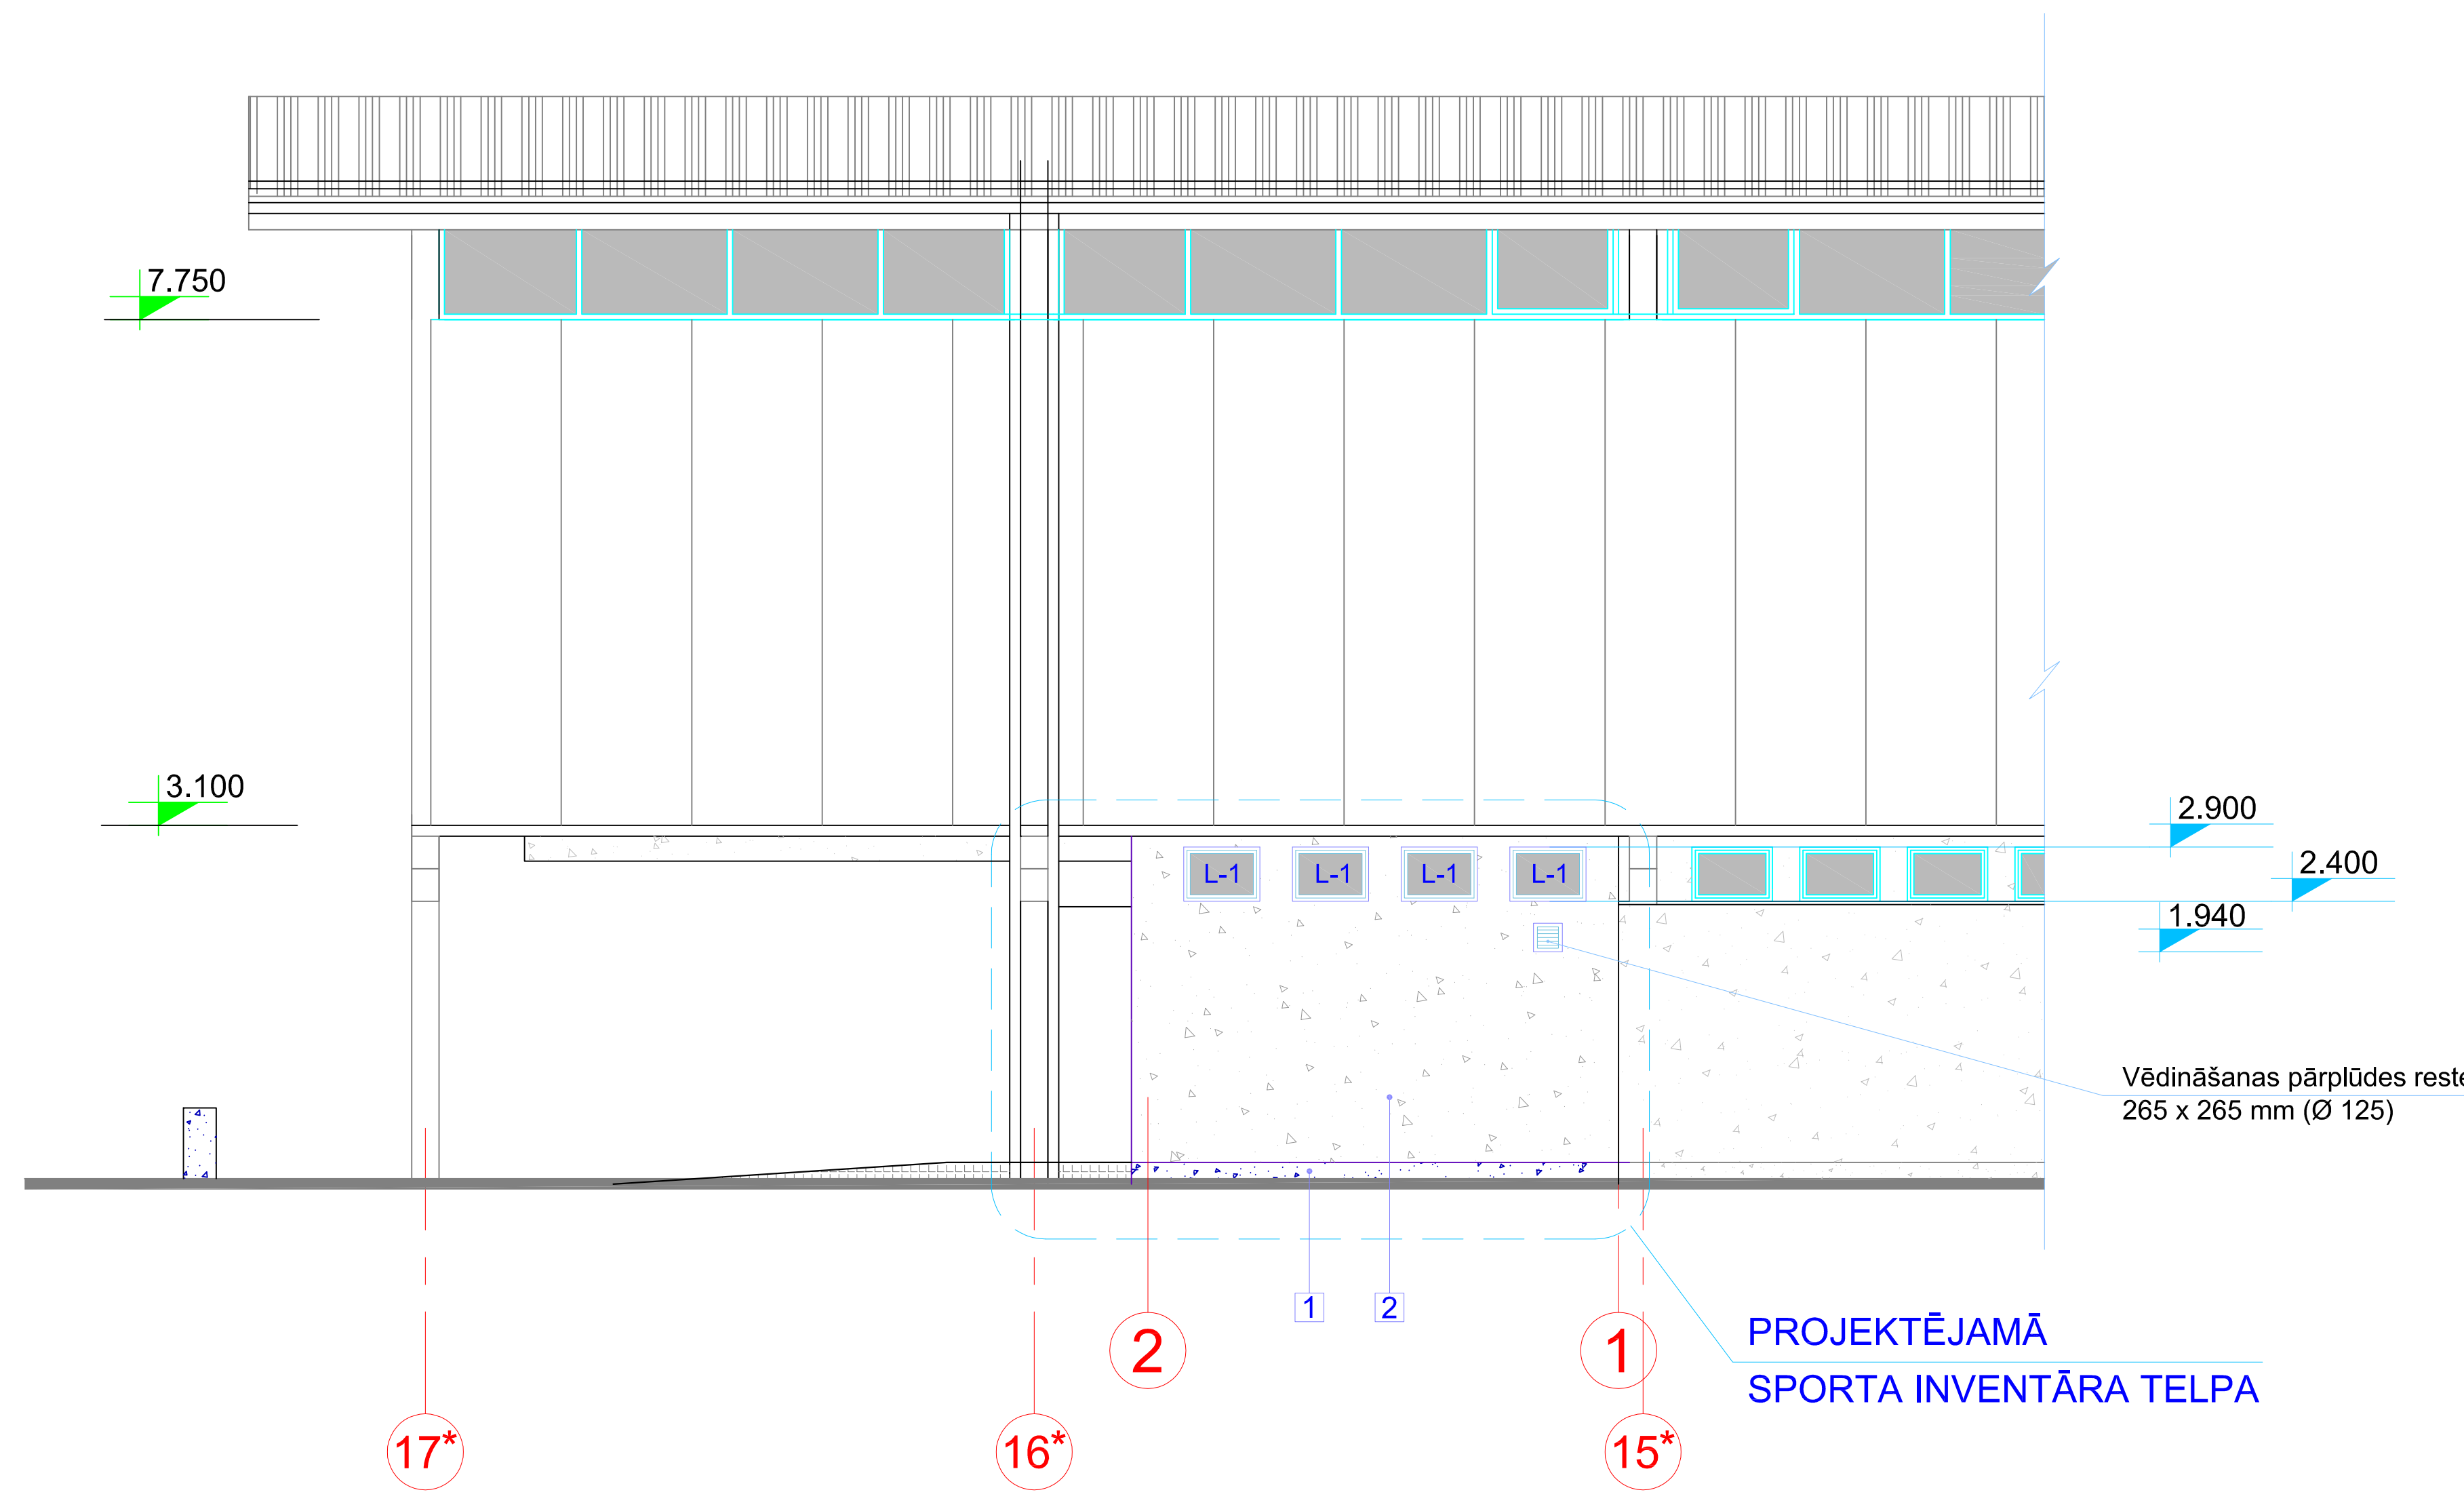 7.750
3.100
2.900
2.400
L-1 L-1 L-1 L-1
1.940
Vēdināšanas pārplūdes
265 x 265 mm (Ø 125)
1 2
2 1
PROJEKTĒJAMĀ
SPORTA INVENTĀRA TELPA
17* 16* 15*